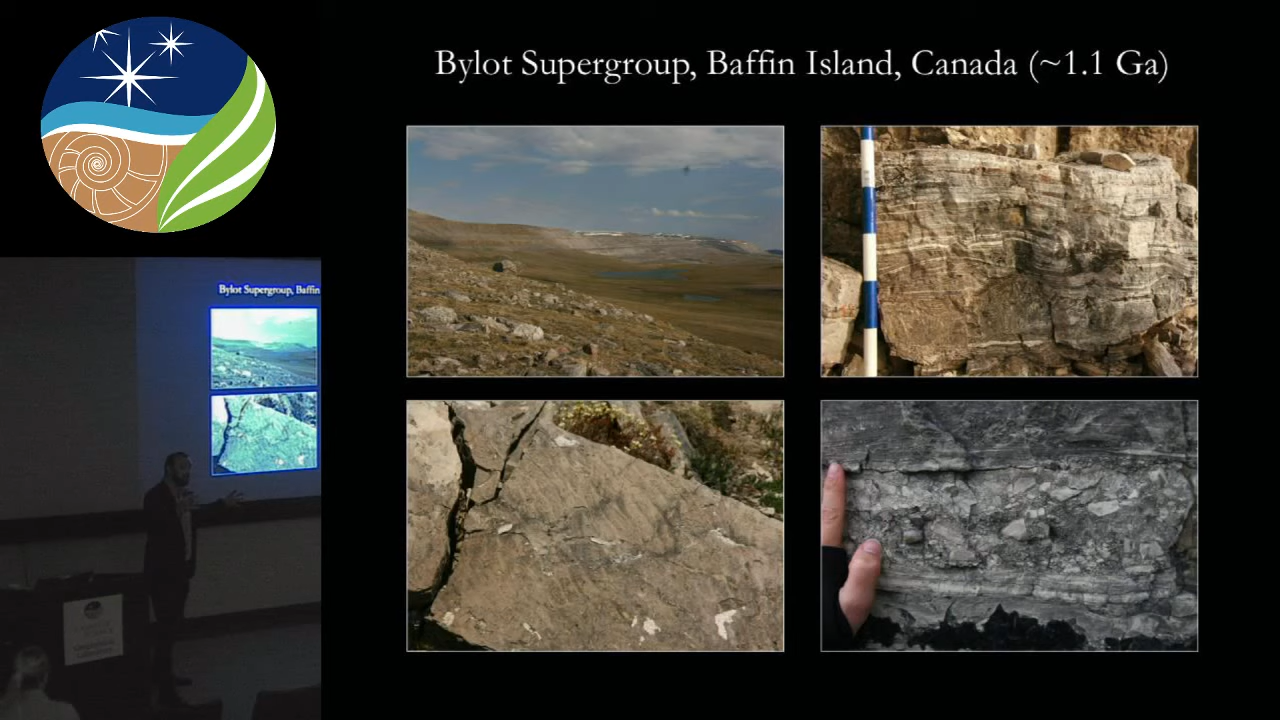 Bylot Supergroup, Baffin Island, Canada (~1.1 Ga)
Bylot Supergroup, Baffin